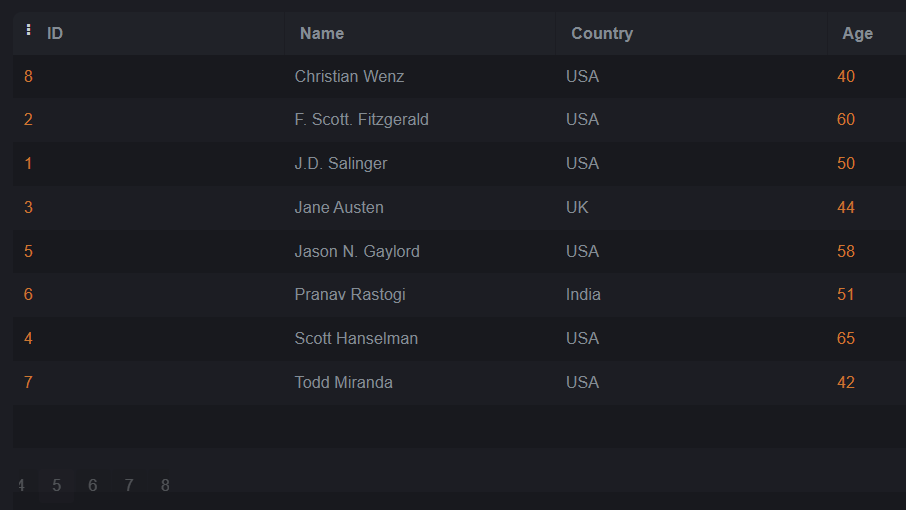 ID Name Country Age
8 Christian Wenz USA 40
2 F. Scott. Fitzgerald USA 60
1 J.D. Salinger USA 50
3 Jane Austen UK 44
5 Jason N. Gaylord USA 58
6 Pranav Rastogi India 51
4 Scott Hanselman USA 65
7 Todd Miranda USA 42
4 5 6 7 8